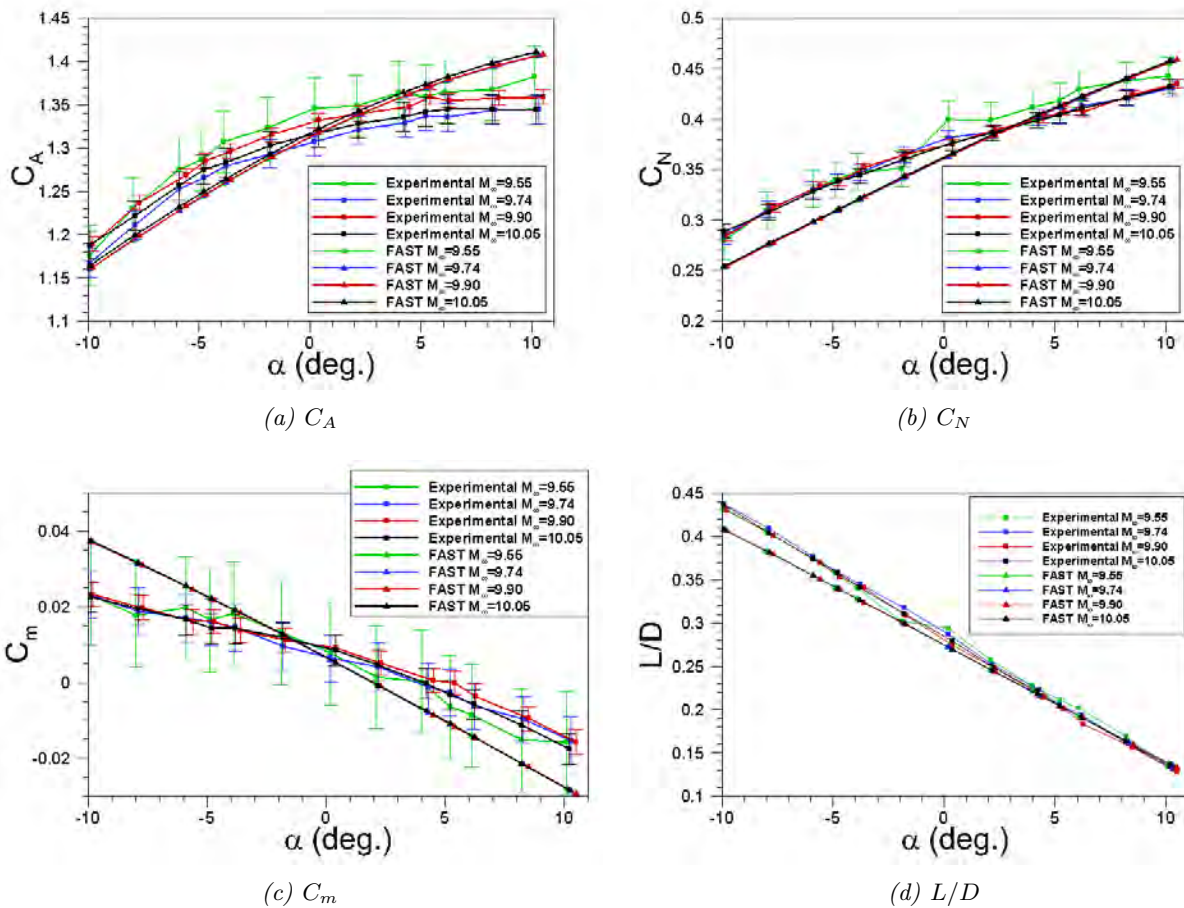 1.45
1.4
1.35
1.3
1.25
1.2
1.15
1.1
C_A
Experimental M∞=9.55
Experimental M∞=9.74
Experimental M∞=9.90
Experimental M∞=10.05
FAST M∞=9.55
FAST M∞=9.74
FAST M∞=9.90
FAST M∞=10.05
-10 -5 0 5 10
α (deg.)
(a) C_A
0.5
0.45
0.4
0.35
0.3
0.25
0.2
C_N
Experimental M∞=9.55
Experimental M∞=9.74
Experimental M∞=9.90
Experimental M∞=10.05
FAST M∞=9.55
FAST M∞=9.74
FAST M∞=9.90
FAST M∞=10.05
-10 -5 0 5 10
α (deg.)
(b) C_N
0.04
0.02
0
-0.02
C_m
Experimental M∞=9.55
Experimental M∞=9.74
Experimental M∞=9.90
Experimental M∞=10.05
FAST M∞=9.55
FAST M∞=9.74
FAST M∞=9.90
FAST M∞=10.05
-10 -5 0 5 10
α (deg.)
(c) C_m
0.45
0.4
0.35
0.3
0.25
0.2
0.15
0.1
L/D
Experimental M∞=9.55
Experimental M∞=9.74
Experimental M∞=9.90
Experimental M∞=10.05
FAST M∞=9.55
FAST M∞=9.74
FAST M∞=9.90
FAST M∞=10.05
-10 -5 0 5 10
α (deg.)
(d) L/D